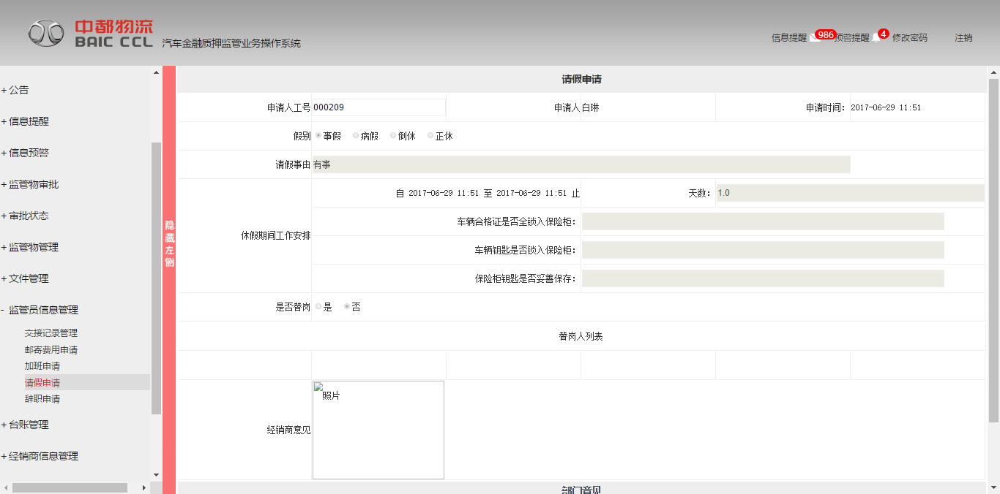 中都物流
BAIC CCL
汽车金融质押监管业务操作系统
信息提醒 986 预警提醒 4 修改密码 注销
+ 公告
+ 信息提醒
+ 信息预警
+ 监管物审批
+ 审批状态
+ 监管物管理
+ 文件管理
- 监管员信息管理
交接记录管理
邮寄费用申请
加班申请
请假申请
辞职申请
+ 台账管理
+ 经销商信息管理
隐藏左侧
请假申请
申请人工号 000209 申请人 白琳 申请时间: 2017-06-29 11:51
假别 事假 病假 倒休 正休
请假事由 有事
休假期间工作安排
自 2017-06-29 11:51 至 2017-06-29 11:51 止 天数: 1.0
车辆合格证是否全锁入保险柜:
车辆钥匙是否锁入保险柜:
保险柜钥匙是否妥善保存:
是否替岗 是 否
替岗人列表
经销商意见 照片
部门意见